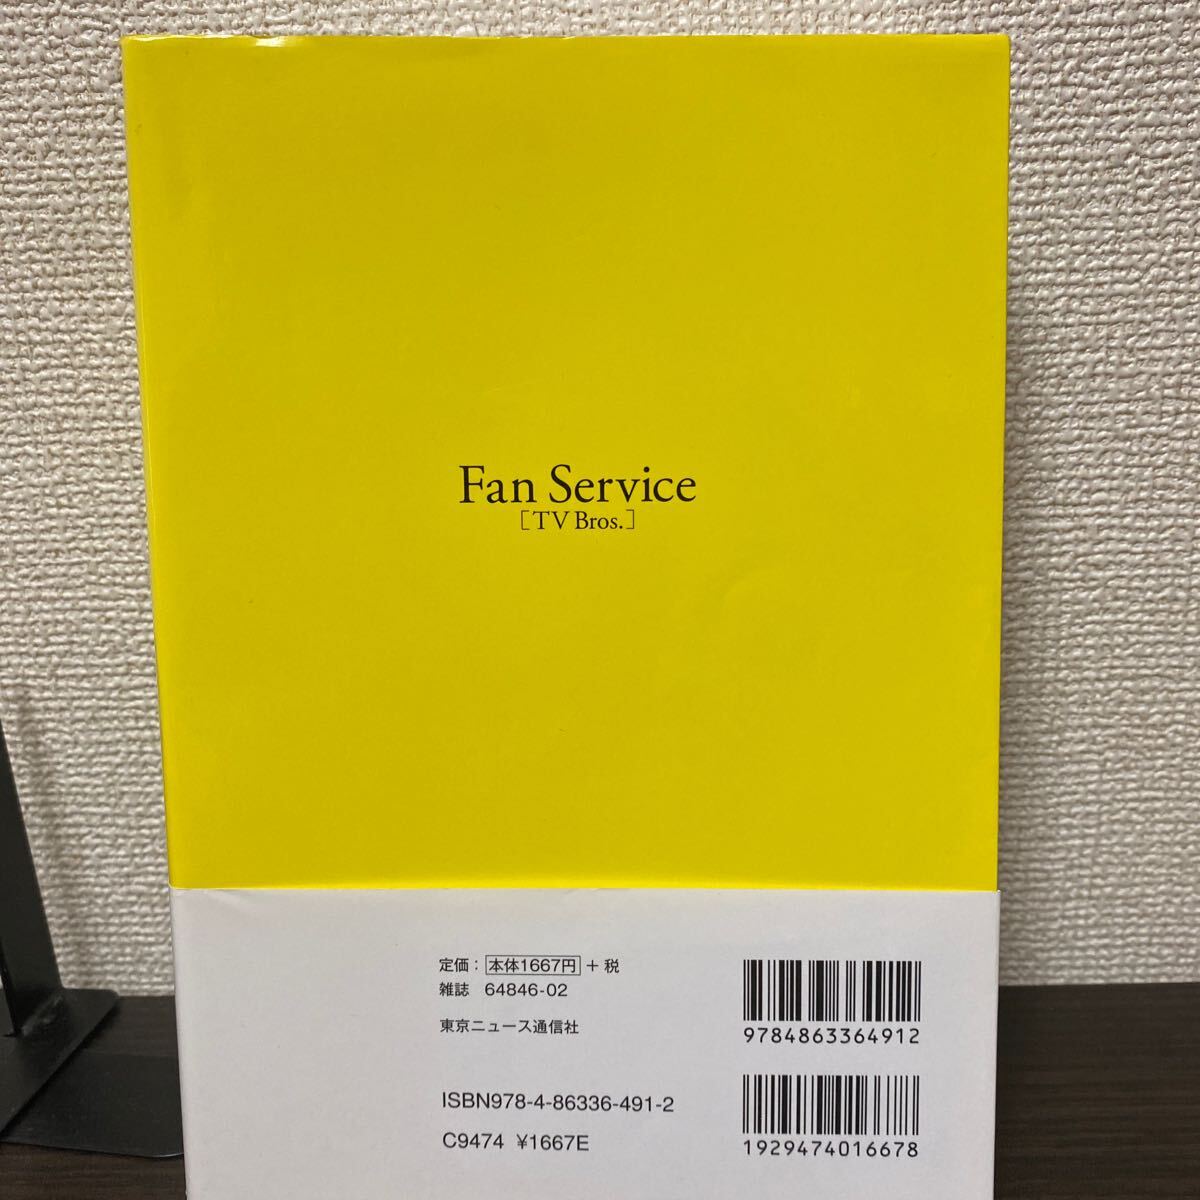 Fan Service
[TV Bros.]
定価：本体1667円＋税
雑誌 64846-02
東京ニュース通信社
9784863364912
ISBN978-4-86336-491-2
C9474 ¥1667E
1929474016678